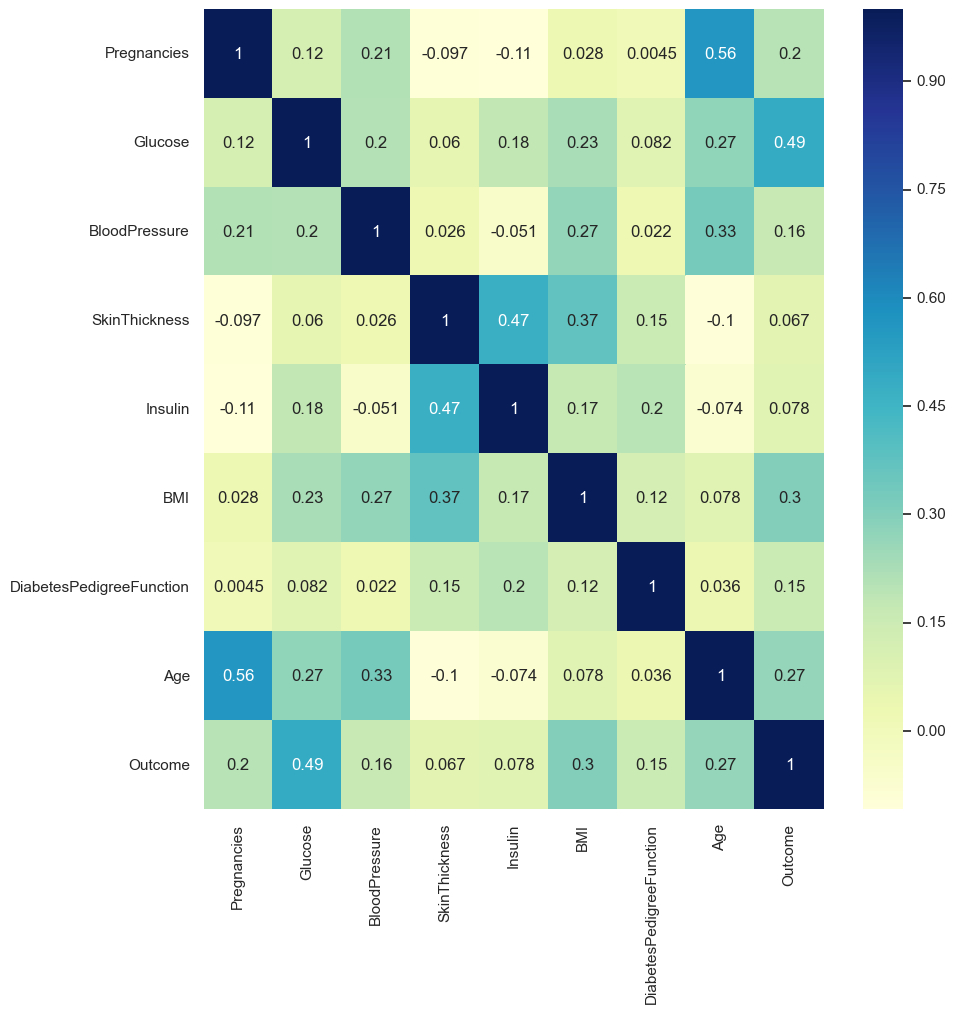 Pregnancies 1 0.12 0.21 -0.097 -0.11 0.028 0.0045 0.56 0.2
Glucose 0.12 1 0.2 0.06 0.18 0.23 0.082 0.27 0.49
BloodPressure 0.21 0.2 1 0.026 -0.051 0.27 0.022 0.33 0.16
SkinThickness -0.097 0.06 0.026 1 0.47 0.37 0.15 -0.1 0.067
Insulin -0.11 0.18 -0.051 0.47 1 0.17 0.2 -0.074 0.078
BMI 0.028 0.23 0.27 0.37 0.17 1 0.12 0.078 0.3
DiabetesPedigreeFunction 0.0045 0.082 0.022 0.15 0.2 0.12 1 0.036 0.15
Age 0.56 0.27 0.33 -0.1 -0.074 0.078 0.036 1 0.27
Outcome 0.2 0.49 0.16 0.067 0.078 0.3 0.15 0.27 1
Pregnancies
Glucose
BloodPressure
SkinThickness
Insulin
BMI
DiabetesPedigreeFunction
Age
Outcome
0.90
0.75
0.60
0.45
0.30
0.15
0.00